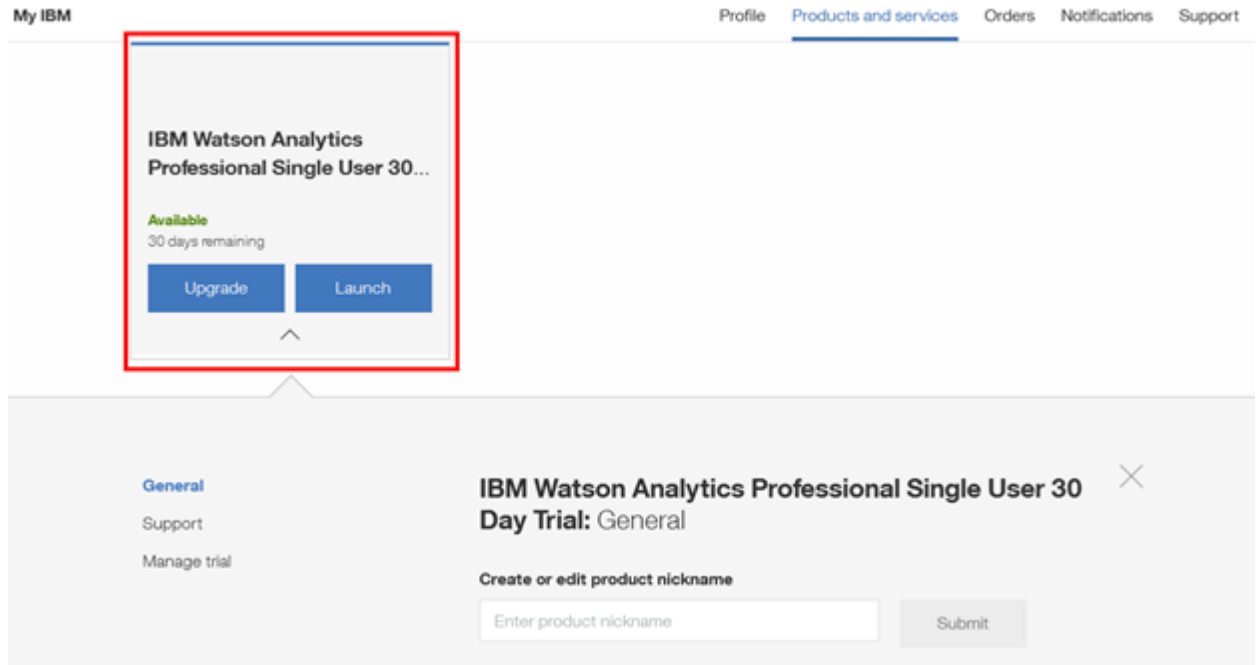 My IBM Profile Products and services Orders Notifications Support
IBM Watson Analytics
Professional Single User 30...
Available
30 days remaining
Upgrade Launch
General
Support
Manage trial
IBM Watson Analytics Professional Single User 30
Day Trial: General
Create or edit product nickname
Enter product nickname Submit